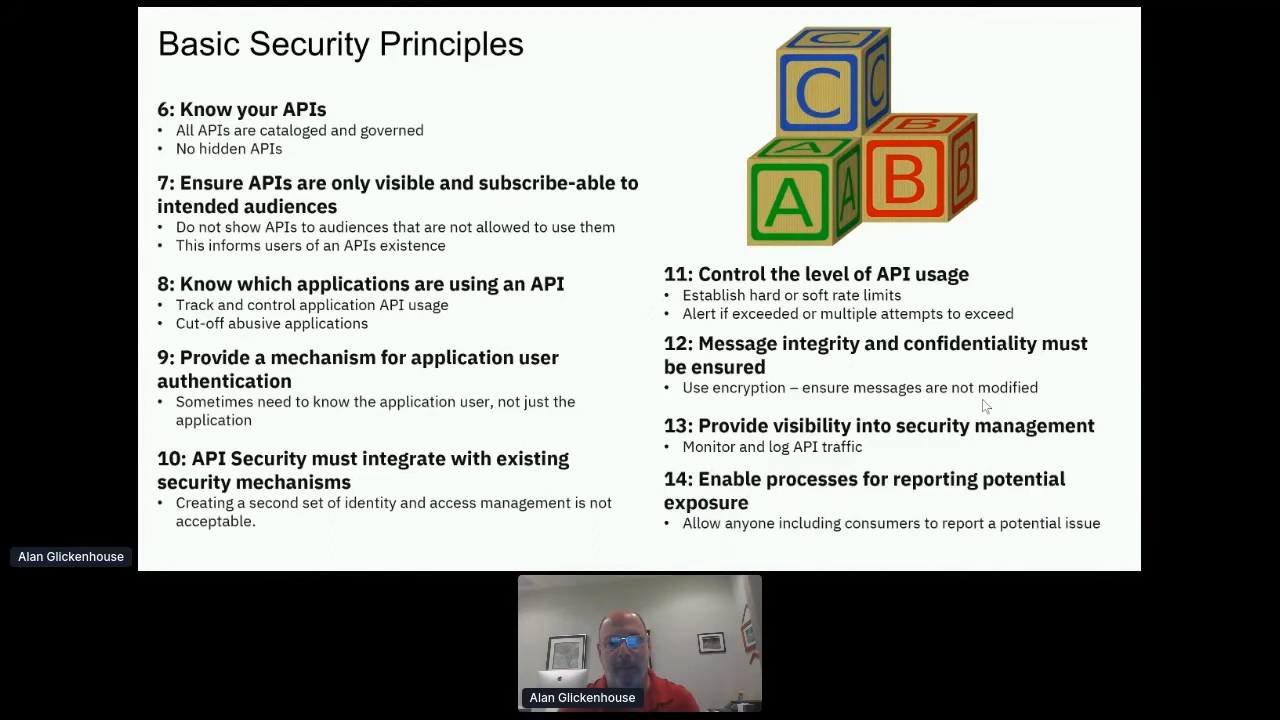 Basic Security Principles
6: Know your APIs
• All APIs are cataloged and governed
• No hidden APIs
7: Ensure APIs are only visible and subscribe-able to
intended audiences
• Do not show APIs to audiences that are not allowed to use them
• This informs users of an APIs existence
8: Know which applications are using an API
• Track and control application API usage
• Cut-off abusive applications
9: Provide a mechanism for application user
authentication
• Sometimes need to know the application user, not just the
application
10: API Security must integrate with existing
security mechanisms
• Creating a second set of identity and access management is not
acceptable.
C
C
C
A
A
A
B
B
B
11: Control the level of API usage
• Establish hard or soft rate limits
• Alert if exceeded or multiple attempts to exceed
12: Message integrity and confidentiality must
be ensured
• Use encryption – ensure messages are not modified
13: Provide visibility into security management
• Monitor and log API traffic
14: Enable processes for reporting potential
exposure
• Allow anyone including consumers to report a potential issue
Alan Glickenhouse
Alan Glickenhouse